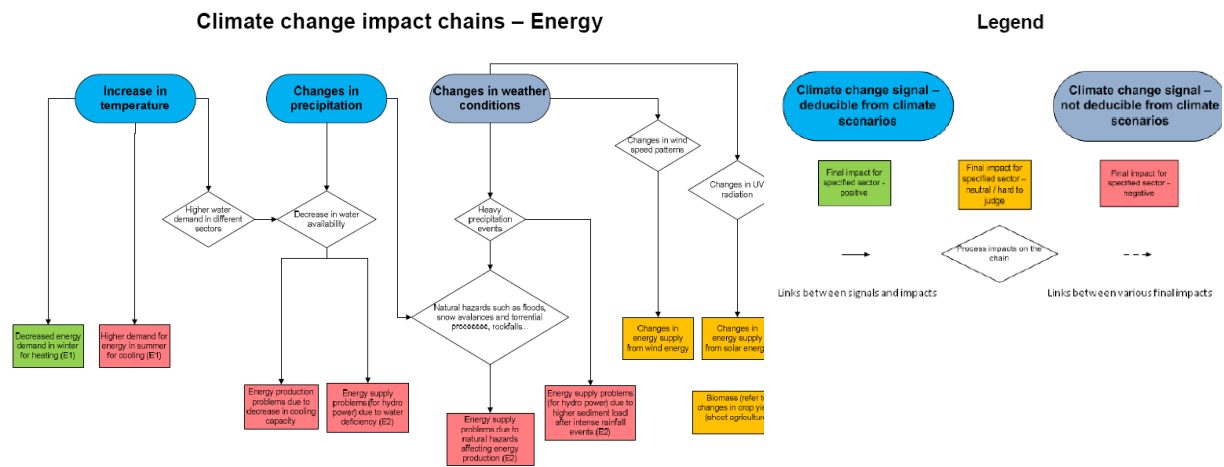 Climate change impact chains – Energy
Legend
Increase in
temperature
Changes in
precipitation
Changes in weather
conditions
Climate change signal –
deducible from climate
scenarios
Climate change signal –
not deducible from climate
scenarios
Changes in wind
speed patterns
Changes in UV
radiation
Final impact for
specified sector -
positive
Final impact for
specified sector –
neutral / hard to
judge
Final impact for
specified sector -
negative
Higher water
demand in different
sectors
Decrease in water
availability
Heavy
precipitation
events
Process impacts on the
chain
Links between signals and impacts
Links between various final impacts
Natural hazards such as floods,
snow avalances and torrential
processe, rockfalls...
Decreased energy
demand in winter
for heating (E1)
Higher demand for
energy in summer
for cooling (E1)
Changes in
energy supply
from wind energy
Changes in
energy supply
from solar energ
Energy production
problems due to
decrease in cooling
capacity
Energy supply
problems (for hydro
power) due to water
deficiency (E2)
Energy supply
problems due to
natural hazards
affecting energy
production (E2)
Energy supply problems
(for hydro power) due to
higher sediment load
after intense rainfall
events (E2)
Biomass (refer t
changes in crop yie
(sheet agricultur